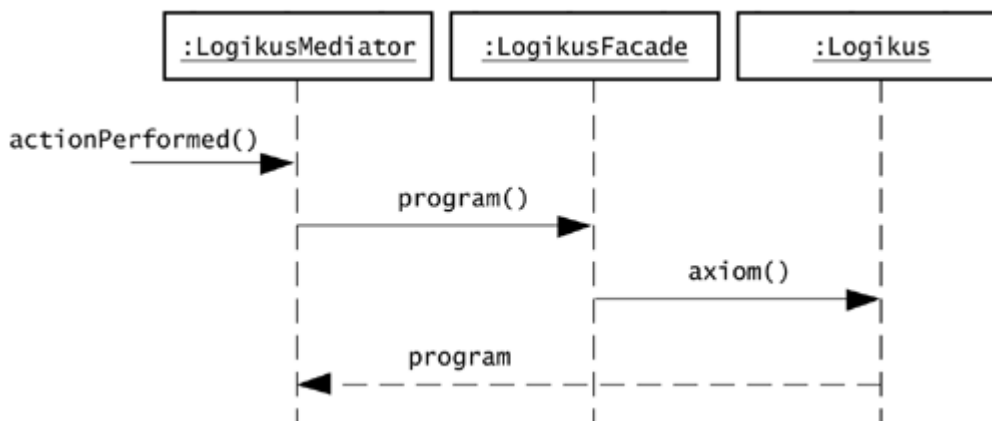 :LogikusMediator
:LogikusFacade
:Logikus
actionPerformed()
program()
axiom()
program